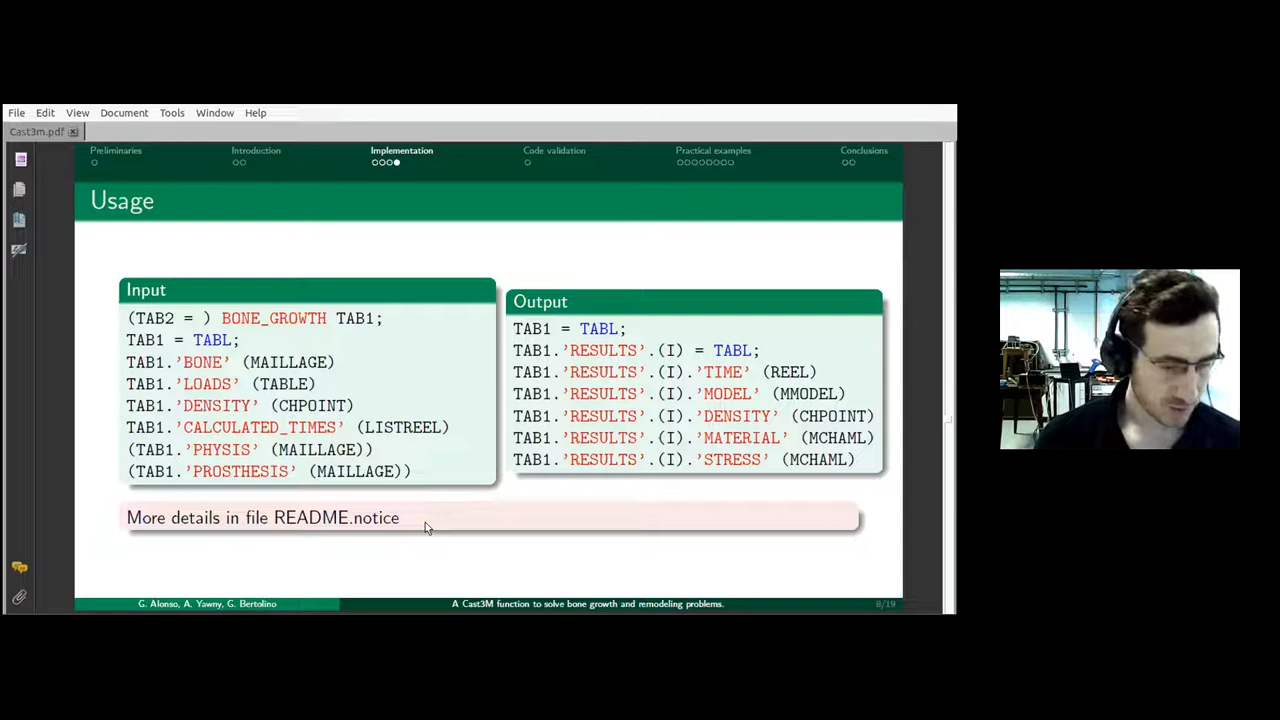 File Edit View Document Tools Window Help
Cast3m.pdf
Preliminaries Introduction Implementation Code validation Practical examples Conclusions
Usage
Input
(TAB2 = ) BONE_GROWTH TAB1;
TAB1 = TABL;
TAB1.'BONE' (MAILLAGE)
TAB1.'LOADS' (TABLE)
TAB1.'DENSITY' (CHPOINT)
TAB1.'CALCULATED_TIMES' (LISTREEL)
(TAB1.'PHYSIS' (MAILLAGE))
(TAB1.'PROSTHESIS' (MAILLAGE))
Output
TAB1 = TABL;
TAB1.'RESULTS'.(I) = TABL;
TAB1.'RESULTS'.(I).'TIME' (REEL)
TAB1.'RESULTS'.(I).'MODEL' (MMODEL)
TAB1.'RESULTS'.(I).'DENSITY' (CHPOINT)
TAB1.'RESULTS'.(I).'MATERIAL' (MCHAML)
TAB1.'RESULTS'.(I).'STRESS' (MCHAML)
More details in file README.notice
G. Alonso, A. Yawny, G. Bertolino A Cast3M function to solve bone growth and remodeling problems. 8/19